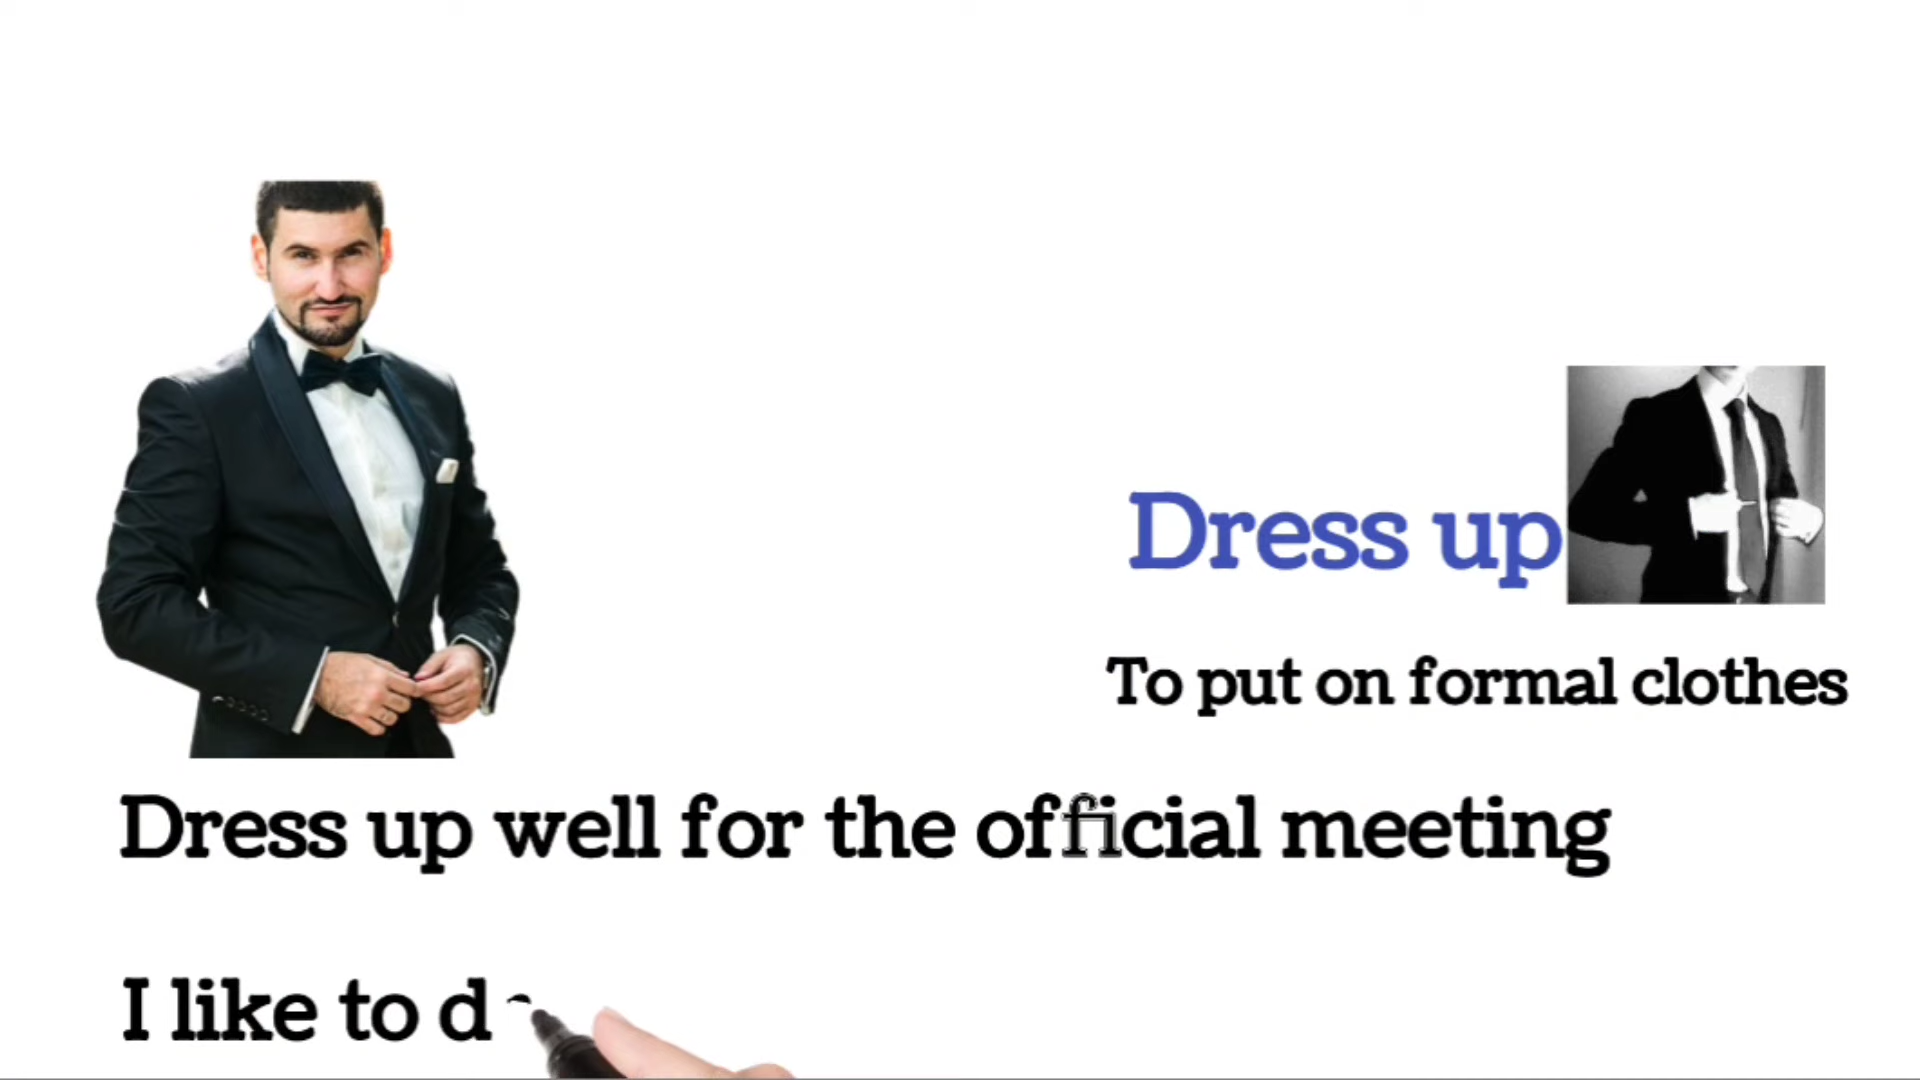 Dress up
To put on formal clothes
Dress up well for the official meeting
I like to d